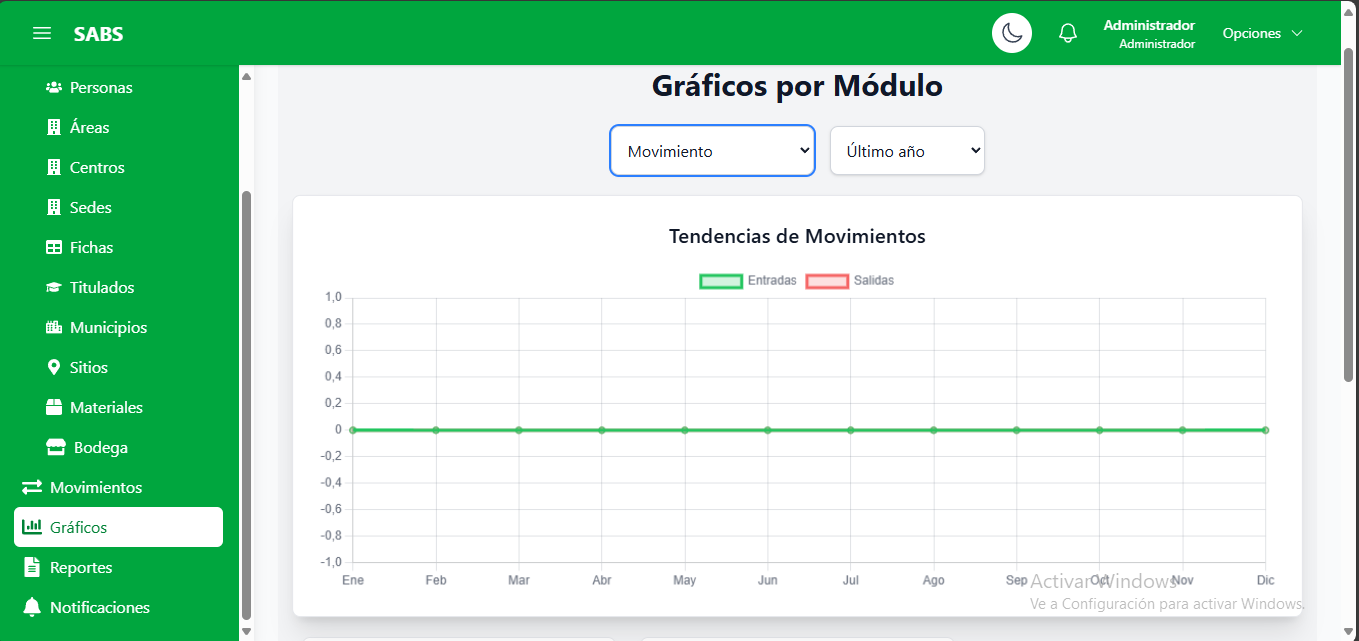 SABS
Administrador
Administrador
Opciones
Personas
Áreas
Centros
Sedes
Fichas
Titulados
Municipios
Sitios
Materiales
Bodega
Movimientos
Gráficos
Reportes
Notificaciones
Gráficos por Módulo
Movimiento
Último año
Tendencias de Movimientos
Entradas Salidas
1,0
0,8
0,6
0,4
0,2
0
-0,2
-0,4
-0,6
-0,8
-1,0
Ene Feb Mar Abr May Jun Jul Ago Sep Oct Nov Dic
Activar Windows
Ve a Configuración para activar Windows.